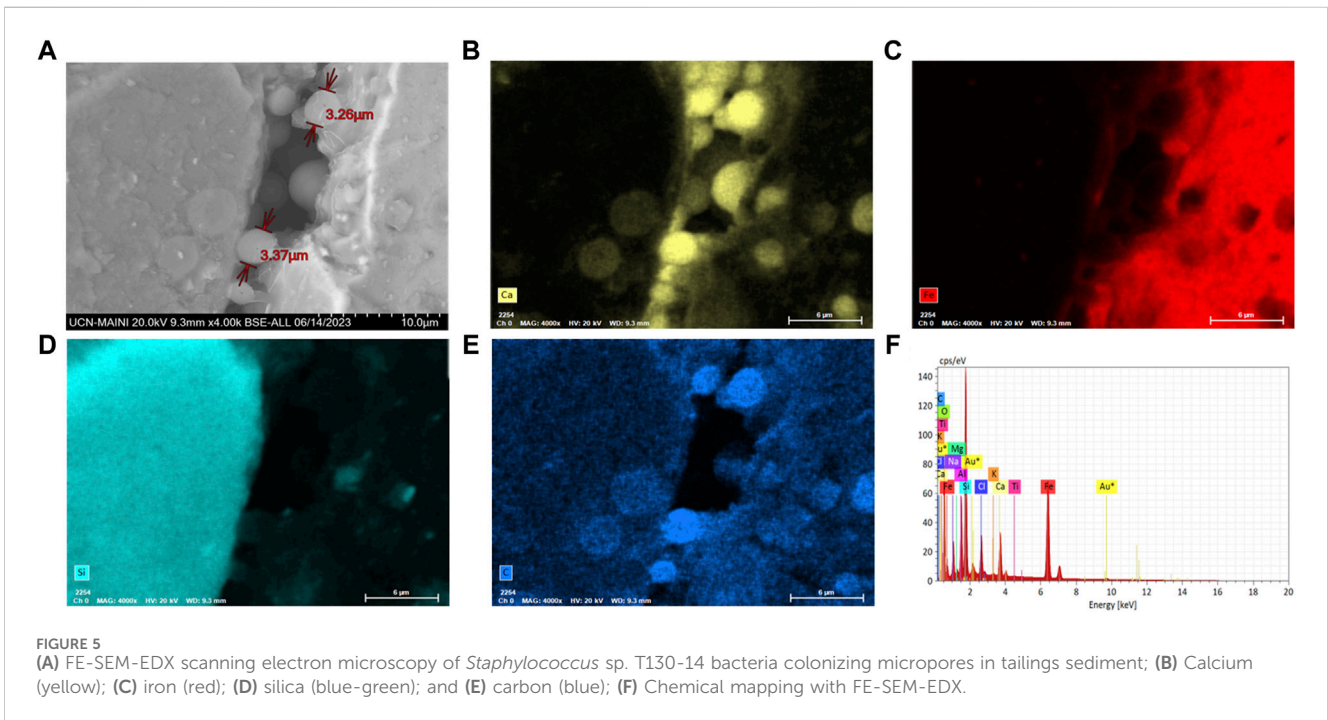 A
B
C
3.26µm
3.37µm
UCN-MAINI 20.0kV 9.3mm x4.00k BSE-ALL 06/14/2023 10.0µm
Ca
2254
Ch 0 MAG: 4000x HV: 20 kV WD: 9.3 mm 6 µm
Fe
2254
Ch 0 MAG: 4000x HV: 20 kV WD: 9.3 mm 6 µm
D
E
F
Si
2254
Ch 0 MAG: 4000x HV: 20 kV WD: 9.3 mm 6 µm
C
2254
Ch 0 MAG: 4000x HV: 20 kV WD: 9.3 mm 6 µm
cps/eV
140
120
100
80
60
40
20
0
C
O
Ti
K
u* Mg
Cl Na Au* K
Ca Al
Fe Si Cl Ca Ti Fe Au*
2 4 6 8 10 12 14 16 18 20
Energy [keV]
FIGURE 5
(A) FE-SEM-EDX scanning electron microscopy of Staphylococcus sp. T130-14 bacteria colonizing micropores in tailings sediment; (B) Calcium
(yellow); (C) iron (red); (D) silica (blue-green); and (E) carbon (blue); (F) Chemical mapping with FE-SEM-EDX.